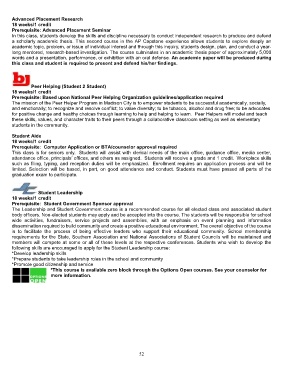 Advanced Placement Research
18 weeks/1 credit
Prerequisite: Advanced Placement Seminar
In this class, students develop the skills and discipline necessary to conduct independent research to produce and defend
a scholarly academic thesis. This second course in the AP Capstone experience allows students to explore deeply an
academic topic, problem, or issue of individual interest and through this inquiry, students design, plan, and conduct a year-
long mentored, research-based investigation. The course culminates in an academic thesis paper of approximately 5,000
words and a presentation, performance, or exhibition with an oral defense. An academic paper will be produced during
this class and student is required to present and defend his/her findings.
Peer Helping (Student 2 Student)
18 weeks/1 credit
Prerequisite: Based upon National Peer Helping Organization guidelines/application required
The mission of the Peer Helper Program in Madison City is to empower students to be successful academically, socially,
and emotionally; to recognize and resolve conflict; to value diversity; to be tobacco, alcohol and drug free; to be advocates
for positive change and healthy choices through learning to help and helping to learn. Peer Helpers will model and teach
these skills, values, and character traits to their peers through a collaborative classroom setting as well as elementary
students in the community.
Student Aide
18 weeks/1 credit
Prerequisite: Computer Application or BTA/counselor approval required
This class is for seniors only. Students will assist with clerical needs of the main office, guidance office, media center,
attendance office, principals' offices, and others as assigned. Students will receive a grade and 1 credit. Workplace skills
such as filing, typing, and reception duties will be emphasized. Enrollment requires an application process and will be
limited. Selection will be based, in part, on good attendance and conduct. Students must have passed all parts of the
graduation exam to participate.
Student Leadership
18 weeks/1 credit
Prerequisite: Student Government Sponsor approval
The Leadership and Student Government course is a recommended course for all elected class and associated student
body officers. Non-elected students may apply and be accepted into the course. The students will be responsible for school
wide activities, fundraisers, service projects and assemblies, with an emphasis on event planning and information
dissemination required to build community and create a positive educational environment. The overall objective of the course
is to facilitate the process of being effective leaders who support their educational community. School membership
requirements for the State, Southern Association and National Associations of Student Councils will be maintained and
members will compete at some or all of these levels at the respective conferences. Students who wish to develop the
following skills are encouraged to apply for the Student Leadership course:
*Develop leadership skills
*Prepare students to take leadership roles in the school and community
*Promote good citizenship and service
*This course is available zero block through the Options Open courses. See your counselor for
more information.
52